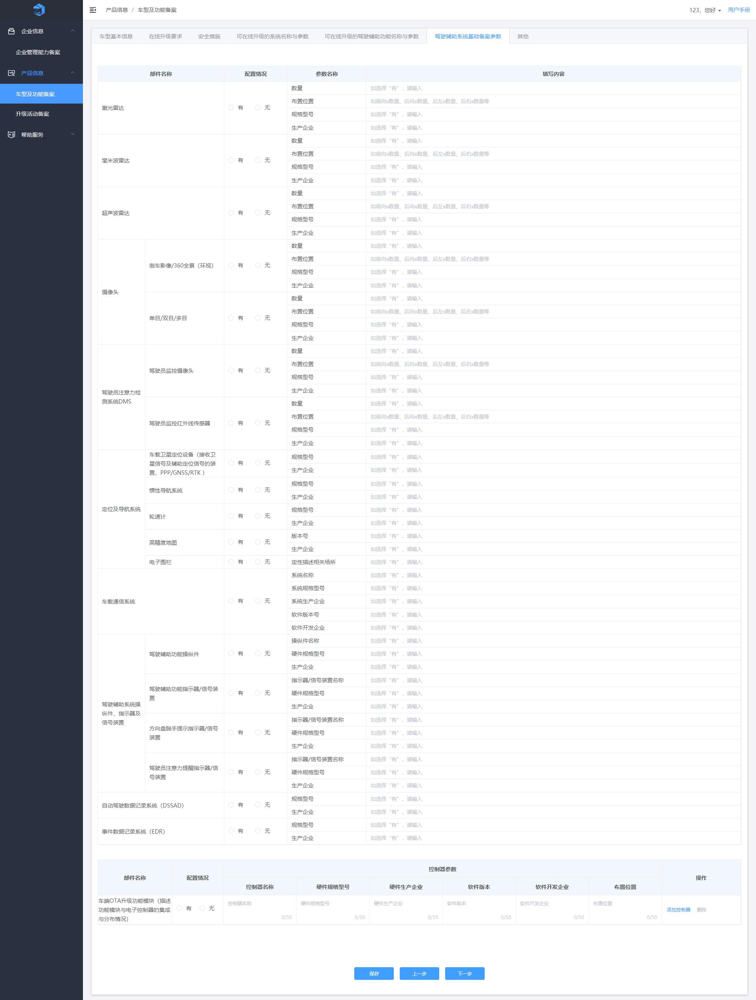 产品信息 / 车型及功能备案
123，您好
用户手册
企业信息
企业管理能力备案
产品信息
车型及功能备案
升级活动备案
帮助服务
车型基本信息
在线升级要求
安全措施
可在线升级的系统名称与参数
可在线升级的驾驶辅助功能名称与参数
驾驶辅助系统基础备案参数
其他
部件名称
配置情况
参数名称
填写内容
激光雷达
有
无
数量
如选择“有”，请输入
布置位置
如前向x数量、后向x数量、后左x数量、后右x数量等
规格型号
如选择“有”，请输入
生产企业
如选择“有”，请输入
毫米波雷达
有
无
数量
如选择“有”，请输入
布置位置
如前向x数量、后向x数量、后左x数量、后右x数量等
规格型号
如选择“有”，请输入
生产企业
如选择“有”，请输入
超声波雷达
有
无
数量
如选择“有”，请输入
布置位置
如前向x数量、后向x数量、后左x数量、后右x数量等
规格型号
如选择“有”，请输入
生产企业
如选择“有”，请输入
摄像头
倒车影像/360全景（环视）
有
无
数量
如选择“有”，请输入
布置位置
如前向x数量、后向x数量、后左x数量、后右x数量等
规格型号
如选择“有”，请输入
生产企业
如选择“有”，请输入
单目/双目/多目
有
无
数量
如选择“有”，请输入
布置位置
如前向x数量、后向x数量、后左x数量、后右x数量等
规格型号
如选择“有”，请输入
生产企业
如选择“有”，请输入
驾驶员注意力检
测系统DMS
驾驶员监控摄像头
有
无
数量
如选择“有”，请输入
布置位置
如前向x数量、后向x数量、后左x数量、后右x数量等
规格型号
如选择“有”，请输入
生产企业
如选择“有”，请输入
驾驶员监控红外线传感器
有
无
数量
如选择“有”，请输入
布置位置
如前向x数量、后向x数量、后左x数量、后右x数量等
规格型号
如选择“有”，请输入
生产企业
如选择“有”，请输入
定位及导航系统
车载卫星定位设备（接收卫
星信号及辅助定位信号的装
置，PPP/GNSS/RTK ）
有
无
规格型号
如选择“有”，请输入
生产企业
如选择“有”，请输入
惯性导航系统
有
无
规格型号
如选择“有”，请输入
生产企业
如选择“有”，请输入
轮速计
有
无
规格型号
如选择“有”，请输入
生产企业
如选择“有”，请输入
高精度地图
有
无
版本号
如选择“有”，请输入
生产企业
如选择“有”，请输入
电子围栏
有
无
定性描述相关场所
如选择“有”，请输入
车载通信系统
有
无
系统名称
如选择“有”，请输入
系统规格型号
如选择“有”，请输入
系统生产企业
如选择“有”，请输入
软件版本号
如选择“有”，请输入
软件开发企业
如选择“有”，请输入
驾驶辅助系统操
纵件、指示器及
信号装置
驾驶辅助功能操纵件
有
无
操纵件名称
如选择“有”，请输入
硬件规格型号
如选择“有”，请输入
生产企业
如选择“有”，请输入
驾驶辅助功能指示器/信号装
置
有
无
指示器/信号装置名称
如选择“有”，请输入
硬件规格型号
如选择“有”，请输入
生产企业
如选择“有”，请输入
方向盘脱手提示指示器/信号
装置
有
无
指示器/信号装置名称
如选择“有”，请输入
硬件规格型号
如选择“有”，请输入
生产企业
如选择“有”，请输入
驾驶员注意力提醒指示器/信
号装置
有
无
指示器/信号装置名称
如选择“有”，请输入
硬件规格型号
如选择“有”，请输入
生产企业
如选择“有”，请输入
自动驾驶数据记录系统（DSSAD）
有
无
规格型号
如选择“有”，请输入
生产企业
如选择“有”，请输入
事件数据记录系统（EDR）
有
无
规格型号
如选择“有”，请输入
生产企业
如选择“有”，请输入
部件名称
配置情况
控制器参数
操作
控制器名称
硬件规格型号
硬件生产企业
软件版本
软件开发企业
布置位置
车端OTA升级功能模块（描述
功能模块与电子控制器的集成
与分布情况）
有
无
控制器名称
0/50
硬件规格型号
0/50
硬件生产企业
0/50
软件版本
0/50
软件开发企业
0/50
布置位置
0/50
添加控制器
删除
保存
上一步
下一步